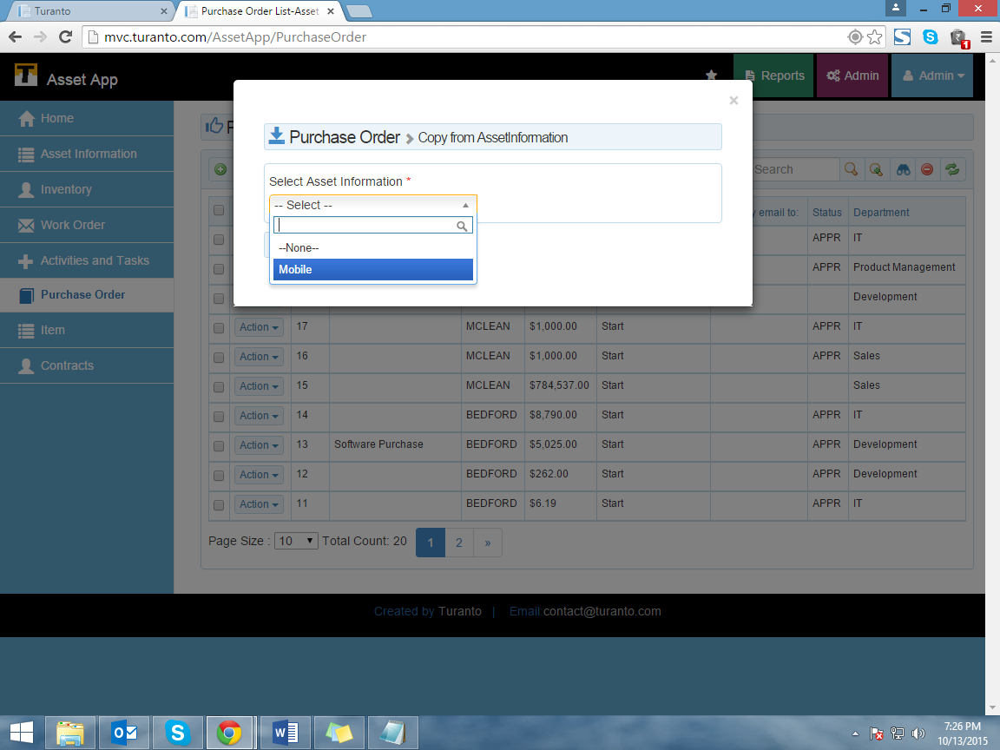 Turanto
Purchase Order List-Asset
mvc.turanto.com/AssetApp/PurchaseOrder
1
T Asset App
Reports
Admin
Admin
Home
Asset Information
Inventory
Work Order
Activities and Tasks
Purchase Order
Item
Contracts
P
×
Purchase Order > Copy from AssetInformation
Select Asset Information *
-- Select --
--None--
Mobile
Search
email to: Status Department
APPR IT
APPR Product Management
Development
Action 17 MCLEAN $1,000.00 Start APPR IT
Action 16 MCLEAN $1,000.00 Start APPR Sales
Action 15 MCLEAN $784,537.00 Start Sales
Action 14 BEDFORD $8,790.00 Start APPR IT
Action 13 Software Purchase BEDFORD $5,025.00 Start APPR Development
Action 12 BEDFORD $262.00 Start APPR Development
Action 11 BEDFORD $6.19 Start APPR IT
Page Size : 10 Total Count: 20 1 2 »
Created by Turanto | Email:contact@turanto.com
7:26 PM
10/13/2015